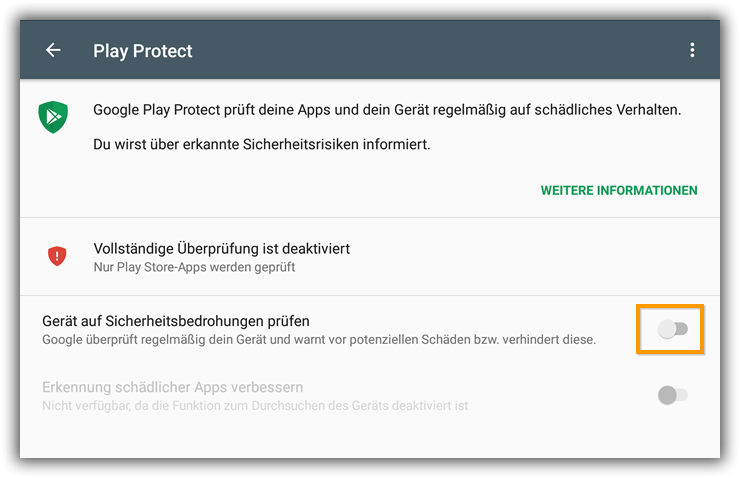 Play Protect
Google Play Protect prüft deine Apps und dein Gerät regelmäßig auf schädliches Verhalten.
Du wirst über erkannte Sicherheitsrisiken informiert.
WEITERE INFORMATIONEN
Vollständige Überprüfung ist deaktiviert
Nur Play Store-Apps werden geprüft
Gerät auf Sicherheitsbedrohungen prüfen
Google überprüft regelmäßig dein Gerät und warnt vor potenziellen Schäden bzw. verhindert diese.
Erkennung schädlicher Apps verbessern
Nicht verfügbar, da die Funktion zum Durchsuchen des Geräts deaktiviert ist